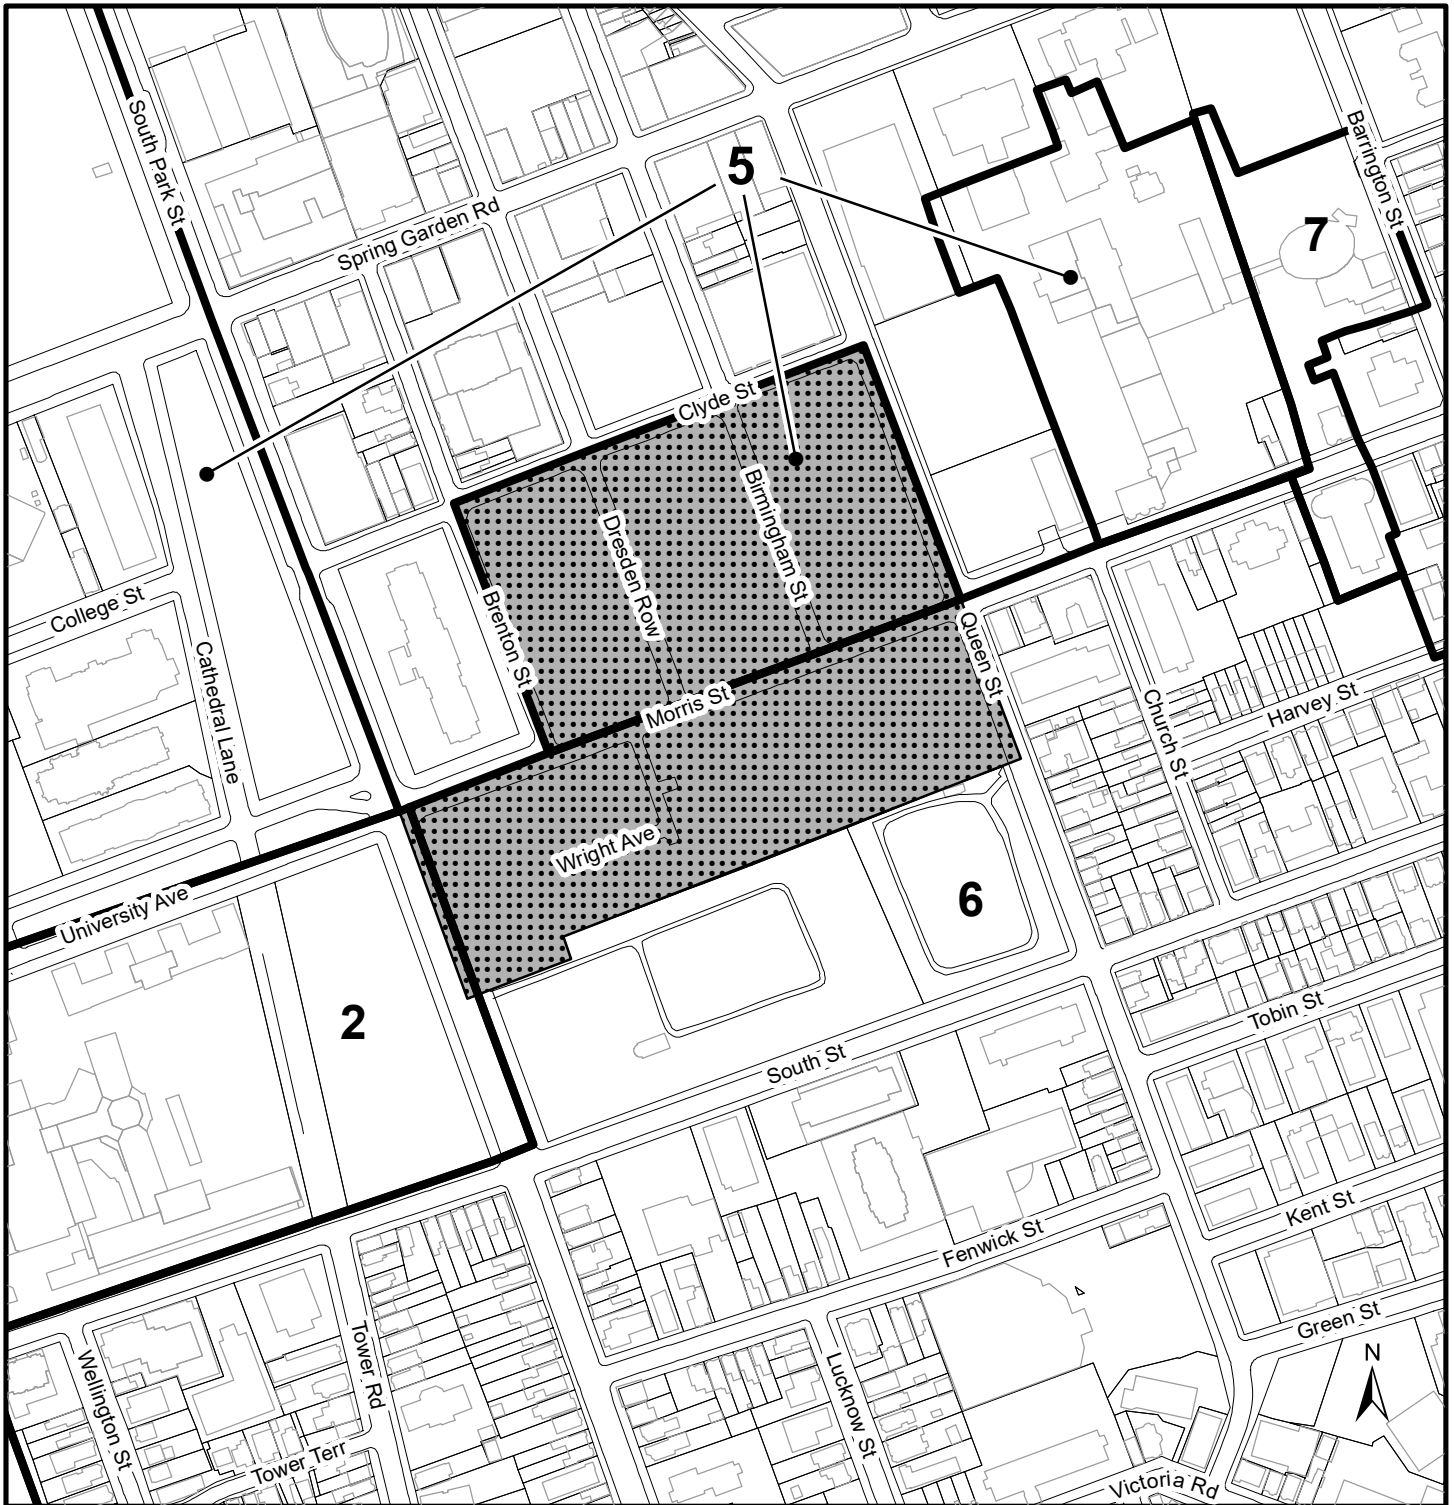 South Park St
Barrington St
5
7
Spring Garden Rd
Clyde St
Birmingham St
Dresden Row
College St
Brenton St
Queen St
Cathedral Lane
Morris St
Church St
Harvey St
Wright Ave
University Ave
6
2
Tobin St
South St
Kent St
Fenwick St
Green St
N
Tower Rd
Wellington St
Lucknow St
Tower Terr
Victoria Rd